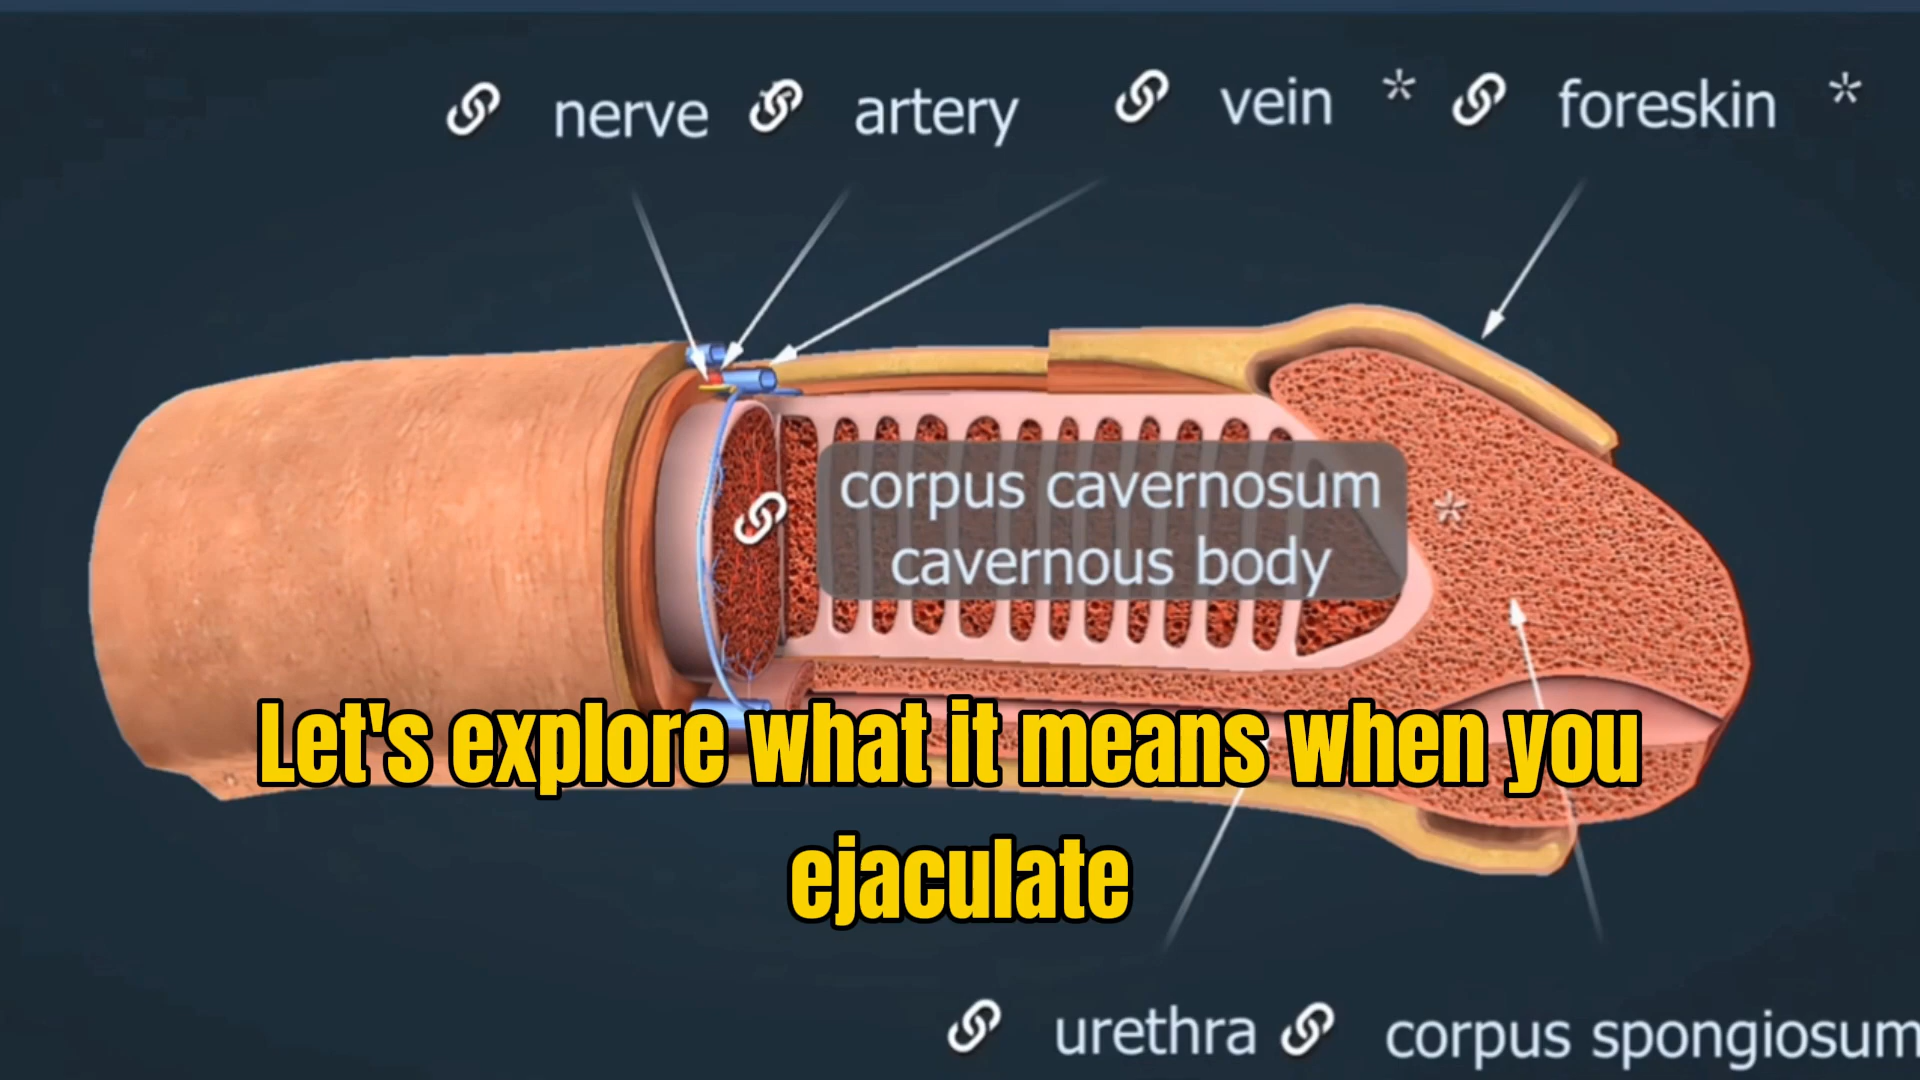 nerve artery vein * foreskin *
corpus cavernosum
cavernous body
*
Let's explore what it means when you
ejaculate
urethra corpus spongiosum